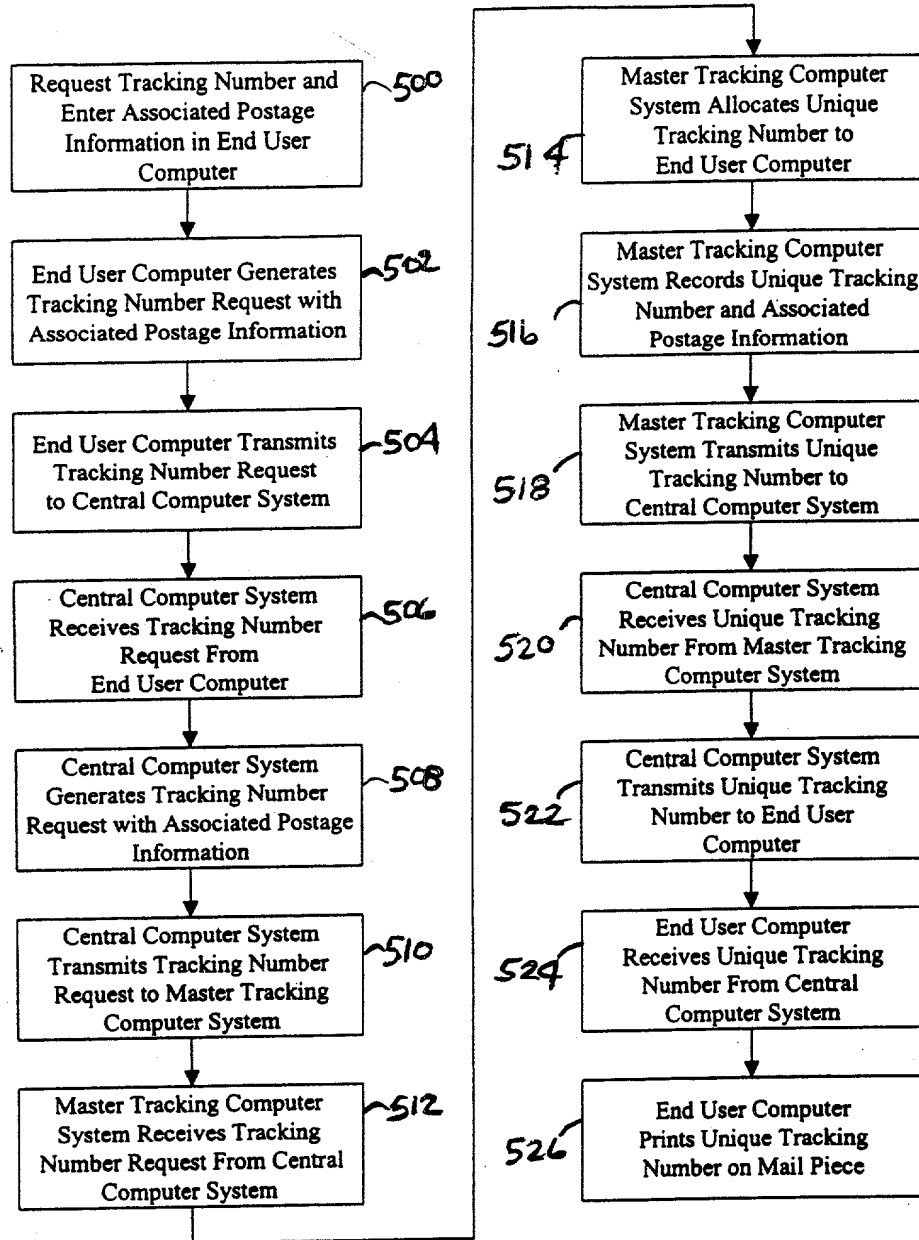 Request Tracking Number and
Enter Associated Postage
Information in End User
Computer
500
End User Computer Generates
Tracking Number Request with
Associated Postage Information
502
End User Computer Transmits
Tracking Number Request
to Central Computer System
504
Central Computer System
Receives Tracking Number
Request From
End User Computer
506
Central Computer System
Generates Tracking Number
Request with Associated Postage
Information
508
Central Computer System
Transmits Tracking Number
Request to Master Tracking
Computer System
510
Master Tracking Computer
System Receives Tracking
Number Request From Central
Computer System
512
Master Tracking Computer
System Allocates Unique
Tracking Number to
End User Computer
514
Master Tracking Computer
System Records Unique Tracking
Number and Associated
Postage Information
516
Master Tracking Computer
System Transmits Unique
Tracking Number to
Central Computer System
518
Central Computer System
Receives Unique Tracking
Number From Master Tracking
Computer System
520
Central Computer System
Transmits Unique Tracking
Number to End User
Computer
522
End User Computer
Receives Unique Tracking
Number From Central
Computer System
524
End User Computer
Prints Unique Tracking
Number on Mail Piece
526